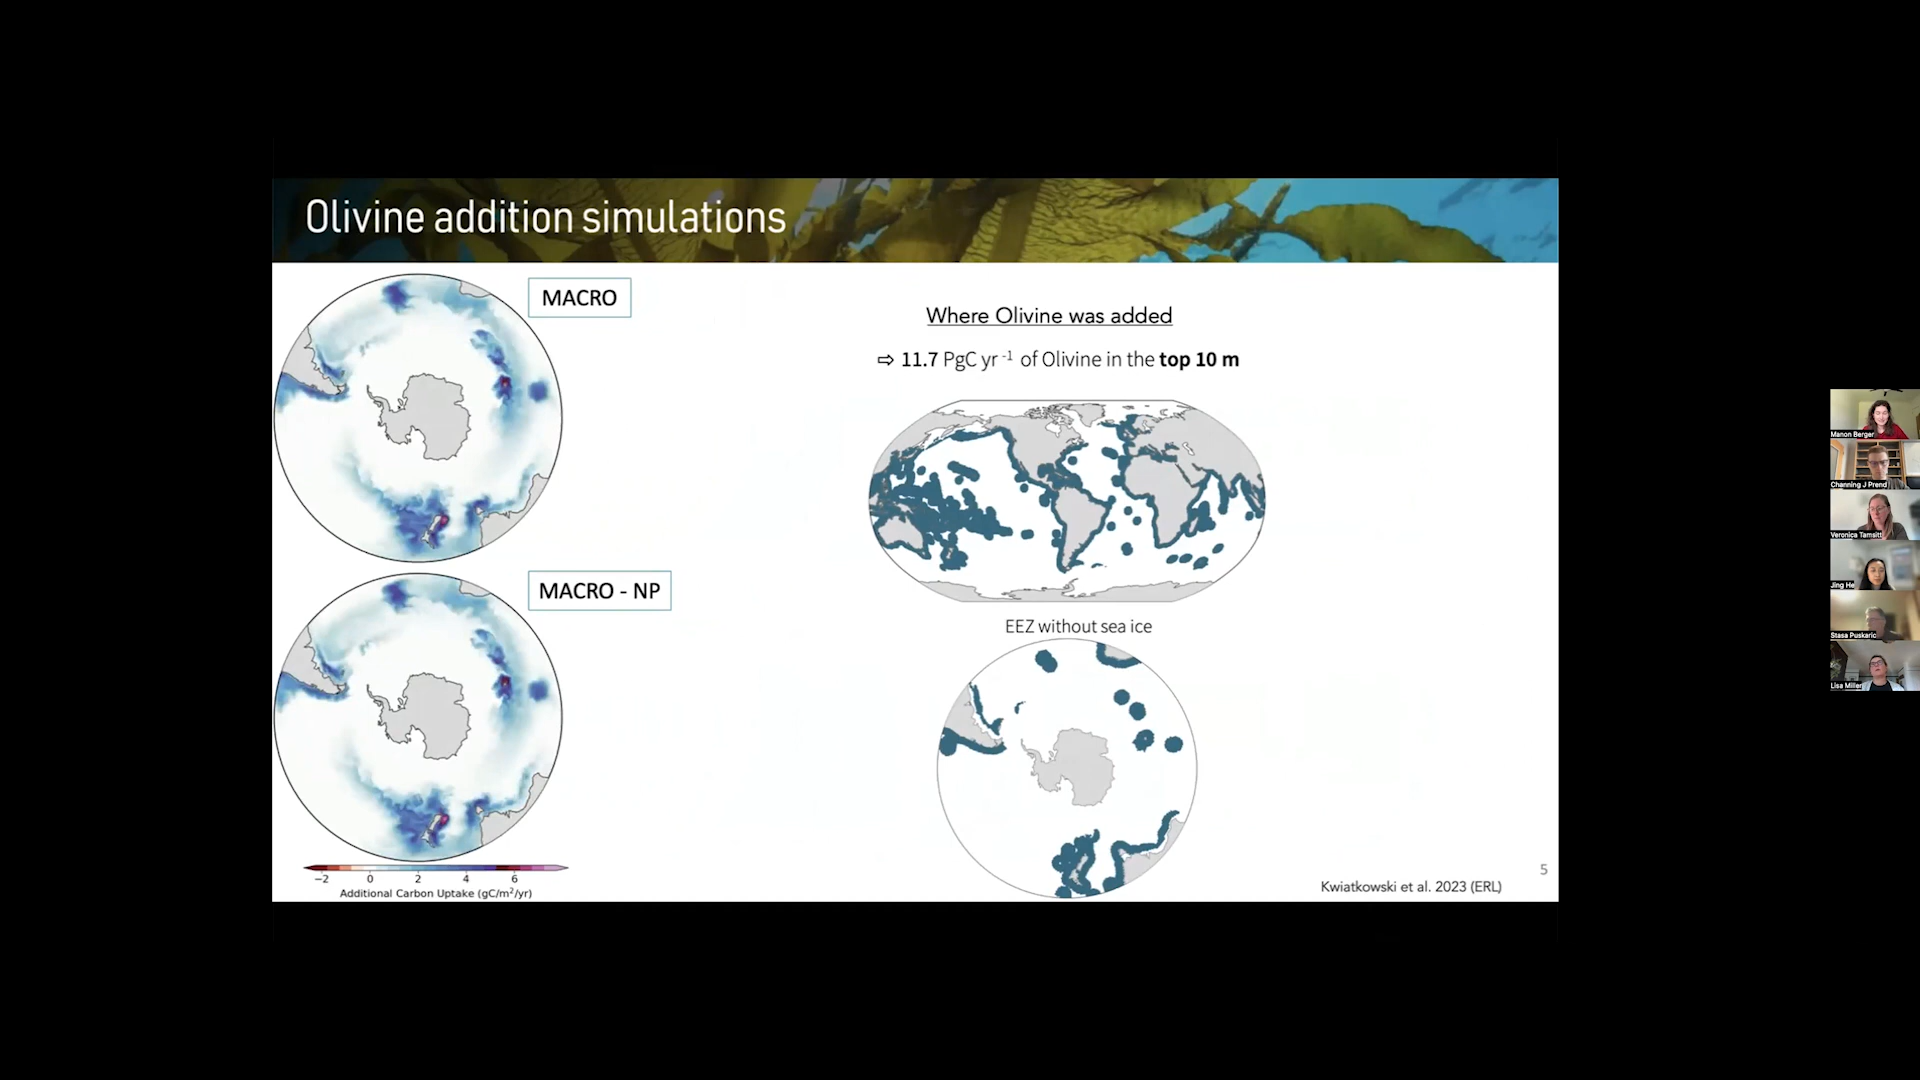 Olivine addition simulations
MACRO
Where Olivine was added
⇨ 11.7 PgC yr⁻¹ of Olivine in the top 10 m
MACRO - NP
EEZ without sea ice
−2 0 2 4 6
Additional Carbon Uptake (gC/m²/yr)
5
Kwiatkowski et al. 2023 (ERL)
Manon Berger
Channing J Prend
Veronica Tamsitt
Jing He
Stasa Puskaric
Lisa Miller